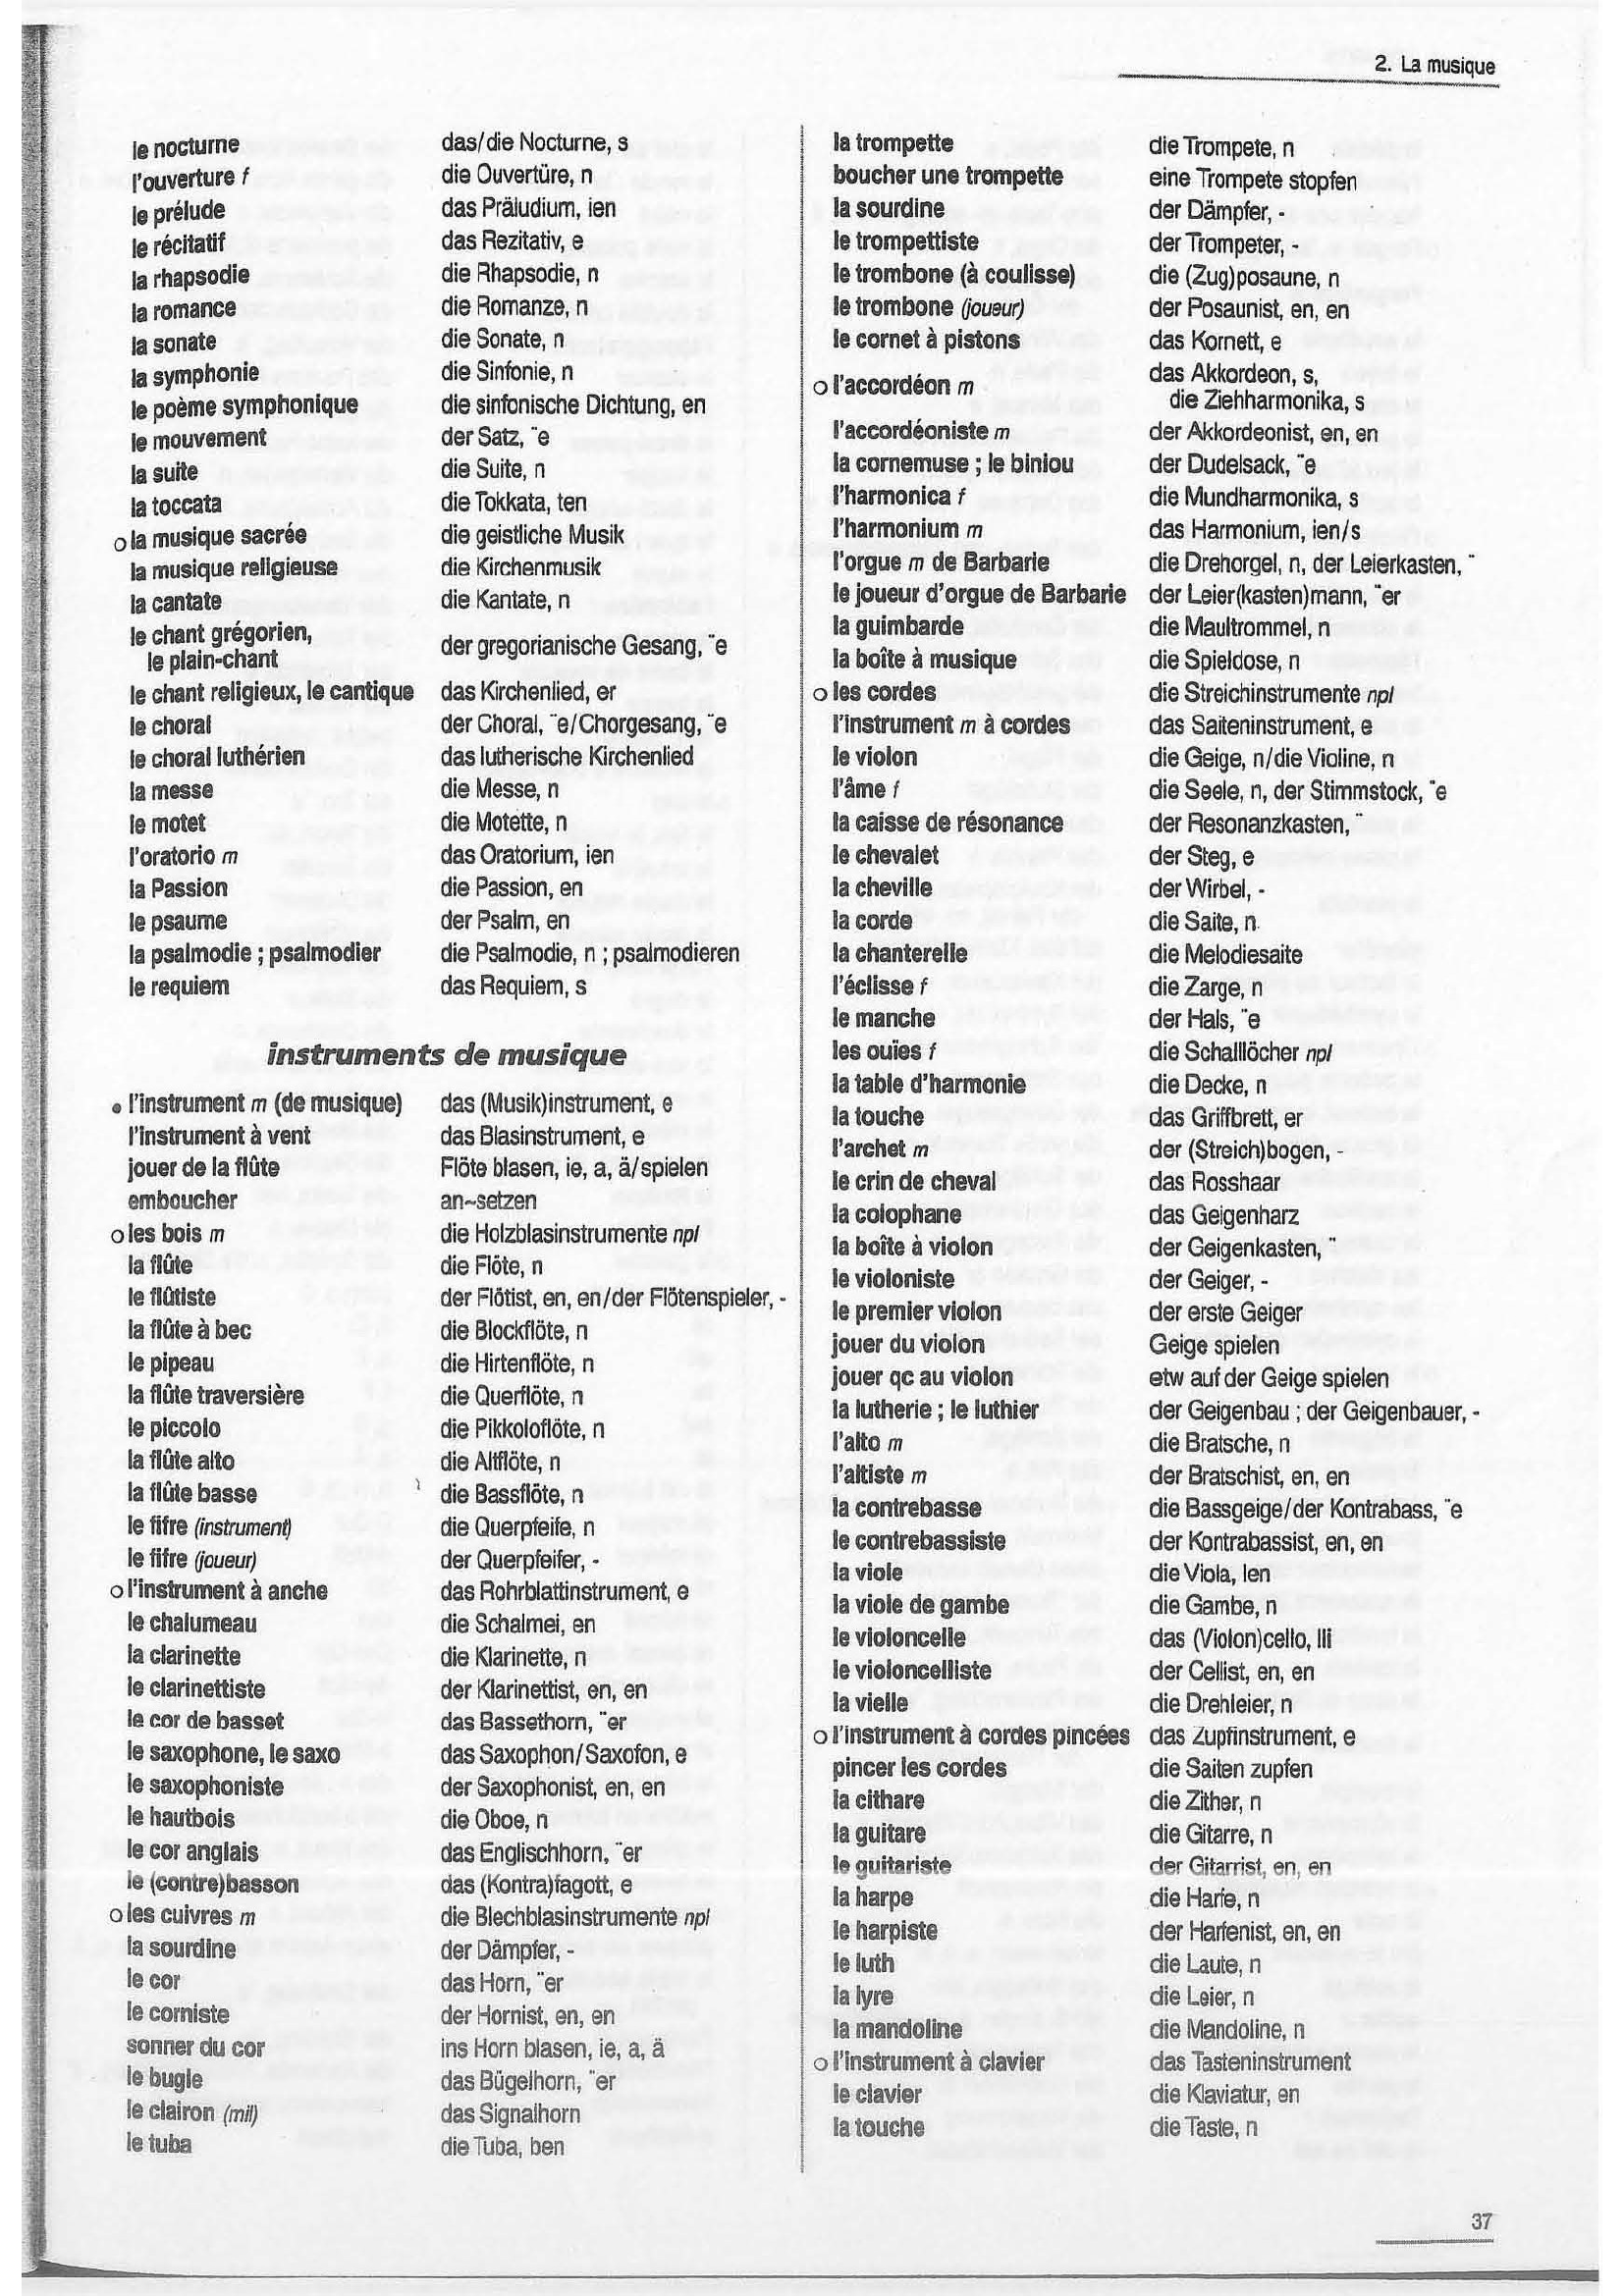 2. La musique
le nocturne das/die Nocturne, s
l'ouverture f die Ouvertüre, n
le prélude das Präludium, ien
le récitatif das Rezitativ, e
la rhapsodie die Rhapsodie, n
la romance die Romanze, n
la sonate die Sonate, n
la symphonie die Sinfonie, n
le poème symphonique die sinfonische Dichtung, en
le mouvement der Satz, ¨e
la suite die Suite, n
la toccata die Tokkata, ten
o la musique sacrée die geistliche Musik
la musique religieuse die Kirchenmusik
la cantate die Kantate, n
le chant grégorien,
le plain-chant der gregorianische Gesang, ¨e
le chant religieux, le cantique das Kirchenlied, er
le choral der Choral, ¨e/Chorgesang, ¨e
le choral luthérien das lutherische Kirchenlied
la messe die Messe, n
le motet die Motette, n
l'oratorio m das Oratorium, ien
la Passion die Passion, en
le psaume der Psalm, en
la psalmodie ; psalmodier die Psalmodie, n ; psalmodieren
le requiem das Requiem, s
instruments de musique
• l'instrument m (de musique) das (Musik)instrument, e
l'instrument à vent das Blasinstrument, e
jouer de la flûte Flöte blasen, ie, a, ä/spielen
emboucher an~setzen
o les bois m die Holzblasinstrumente npl
la flûte die Flöte, n
le flûtiste der Flötist, en, en/der Flötenspieler, -
la flûte à bec die Blockflöte, n
le pipeau die Hirtenflöte, n
la flûte traversière die Querflöte, n
le piccolo die Pikkoloflöte, n
la flûte alto die Altflöte, n
la flûte basse die Bassflöte, n
le fifre (instrument) die Querpfeife, n
le fifre (joueur) der Querpfeifer, -
o l'instrument à anche das Rohrblattinstrument, e
le chalumeau die Schalmei, en
la clarinette die Klarinette, n
le clarinettiste der Klarinettist, en, en
le cor de basset das Bassethorn, ¨er
le saxophone, le saxo das Saxophon/Saxofon, e
le saxophoniste der Saxophonist, en, en
le hautbois die Oboe, n
le cor anglais das Englischhorn, ¨er
le (contre)basson das (Kontra)fagott, e
o les cuivres m die Blechblasinstrumente npl
la sourdine der Dämpfer, -
le cor das Horn, ¨er
le corniste der Hornist, en, en
sonner du cor ins Horn blasen, ie, a, ä
le bugle das Bügelhorn, ¨er
le clairon (mil) das Signalhorn
le tuba die Tuba, ben
la trompette die Trompete, n
boucher une trompette eine Trompete stopfen
la sourdine der Dämpfer, -
le trompettiste der Trompeter, -
le trombone (à coulisse) die (Zug)posaune, n
le trombone (joueur) der Posaunist, en, en
le cornet à pistons das Kornett, e
o l'accordéon m das Akkordeon, s,
die Ziehharmonika, s
l'accordéoniste m der Akkordeonist, en, en
la cornemuse ; le biniou der Dudelsack, ¨e
l'harmonica f die Mundharmonika, s
l'harmonium m das Harmonium, ien/s
l'orgue m de Barbarie die Drehorgel, n, der Leierkasten, ¨
le joueur d'orgue de Barbarie der Leier(kasten)mann, ¨er
la guimbarde die Maultrommel, n
la boîte à musique die Spieldose, n
o les cordes die Streichinstrumente npl
l'instrument m à cordes das Saiteninstrument, e
le violon die Geige, n/die Violine, n
l'âme f die Seele, n, der Stimmstock, ¨e
la caisse de résonance der Resonanzkasten, ¨
le chevalet der Steg, e
la cheville der Wirbel, -
la corde die Saite, n
la chanterelle die Melodiesaite
l'éclisse f die Zarge, n
le manche der Hals, ¨e
les ouïes f die Schalllöcher npl
la table d'harmonie die Decke, n
la touche das Griffbrett, er
l'archet m der (Streich)bogen, -
le crin de cheval das Rosshaar
la colophane das Geigenharz
la boîte à violon der Geigenkasten, ¨
le violoniste der Geiger, -
le premier violon der erste Geiger
jouer du violon Geige spielen
jouer qc au violon etw auf der Geige spielen
la lutherie ; le luthier der Geigenbau ; der Geigenbauer, -
l'alto m die Bratsche, n
l'altiste m der Bratschist, en, en
la contrebasse die Bassgeige/der Kontrabass, ¨e
le contrebassiste der Kontrabassist, en, en
la viole die Viola, len
la viole de gambe die Gambe, n
le violoncelle das (Violon)cello, lli
le violoncelliste der Cellist, en, en
la vielle die Drehleier, n
o l'instrument à cordes pincées das Zupfinstrument, e
pincer les cordes die Saiten zupfen
la cithare die Zither, n
la guitare die Gitarre, n
le guitariste der Gitarrist, en, en
la harpe die Harfe, n
le harpiste der Harfenist, en, en
le luth die Laute, n
la lyre die Leier, n
la mandoline die Mandoline, n
o l'instrument à clavier das Tasteninstrument
le clavier die Klaviatur, en
la touche die Taste, n
37